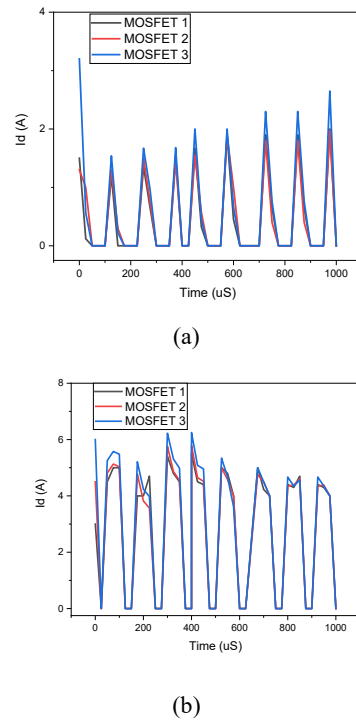 MOSFET 1
MOSFET 2
MOSFET 3
4
2
0
Id (A)
0 200 400 600 800 1000
Time (uS)
(a)
MOSFET 1
MOSFET 2
MOSFET 3
8
6
4
2
0
Id (A)
0 200 400 600 800 1000
Time (uS)
(b)